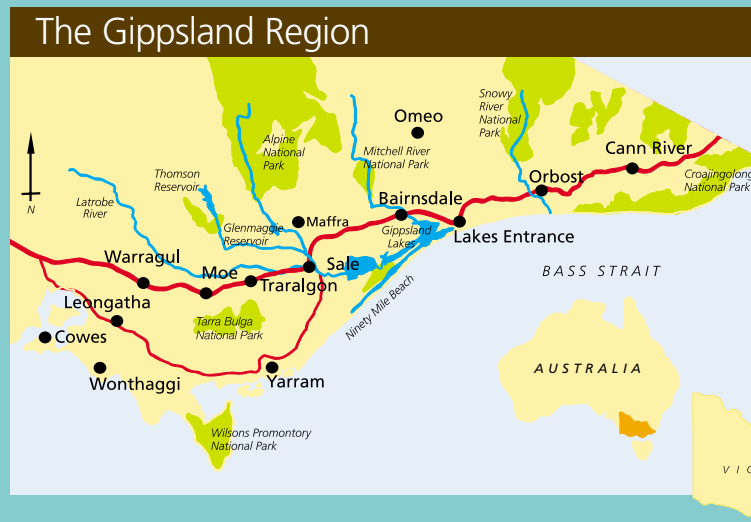 The Gippsland Region
Snowy
River
National
Park
Omeo
Alpine
National
Park
Mitchell River
National Park
Cann River
Thomson
Reservoir
Croajingolong
National Park
Orbost
N
Latrobe
River
Bairnsdale
Glenmaggie
Reservoir
Maffra
Gippsland
Lakes
Lakes Entrance
Warragul
Moe
Sale
Traralgon
BASS STRAIT
Leongatha
Ninety Mile Beach
Tarra Bulga
National Park
Cowes
AUSTRALIA
Wonthaggi
Yarram
Wilsons Promontory
National Park
V I C